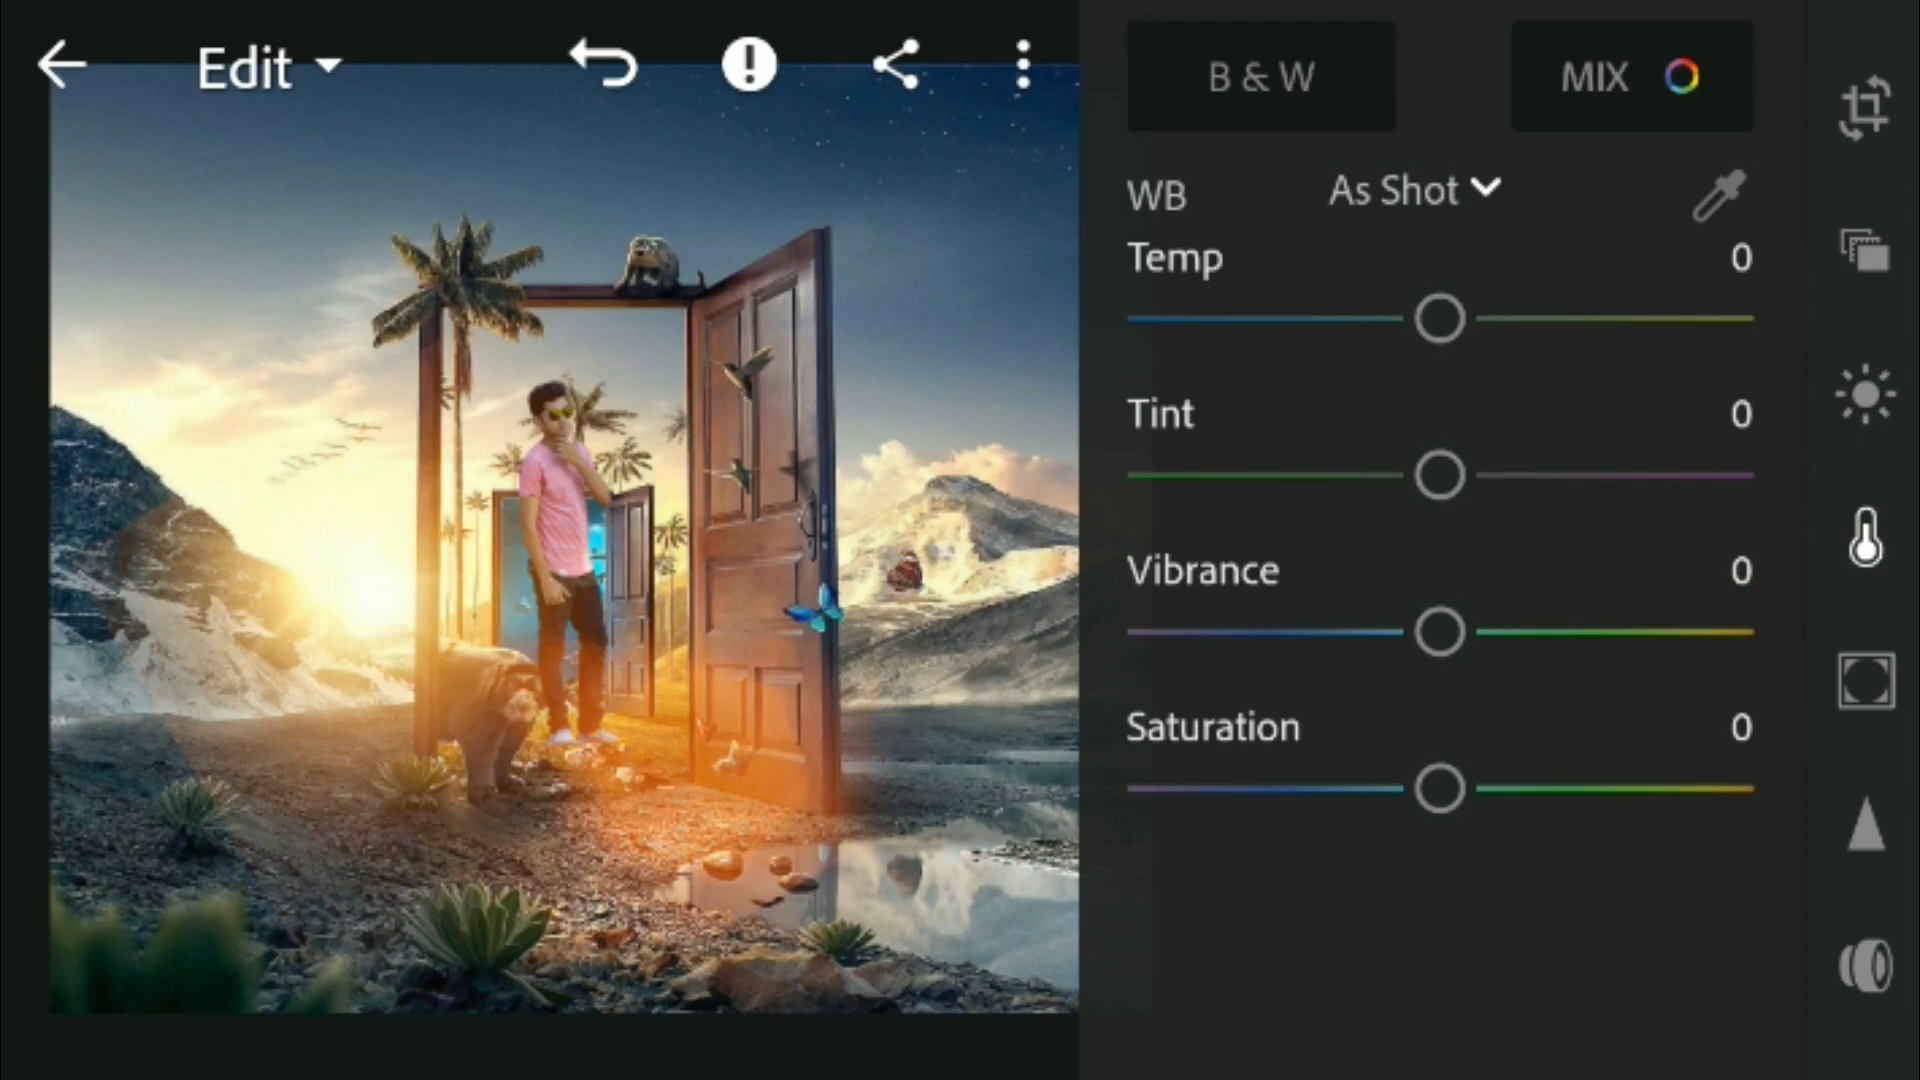 Edit
B & W
MIX
WB
As Shot
Temp
0
Tint
0
Vibrance
0
Saturation
0